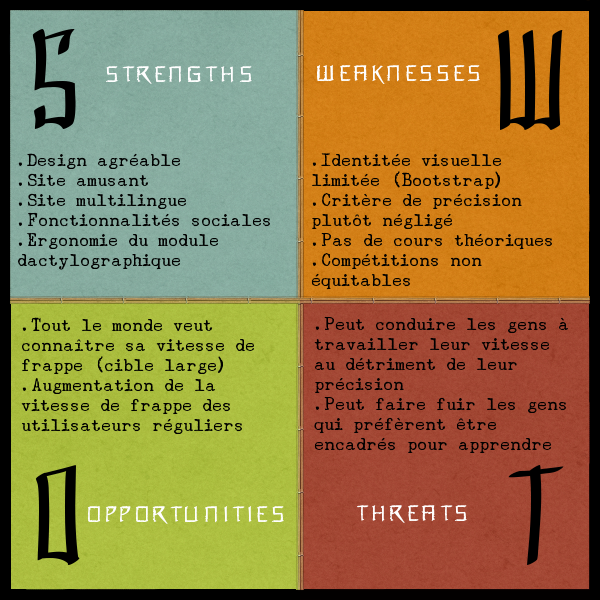 S
STRENGTHS
.Design agréable
.Site amusant
.Site multilingue
.Fonctionnalités sociales
.Ergonomie du module
dactylographique
WEAKNESSES
W
.Identitée visuelle
limitée (Bootstrap)
.Critère de précision
plutôt négligé
.Pas de cours théoriques
.Compétitions non
équitables
.Tout le monde veut
connaitre sa vitesse de
frappe (cible large)
.Augmentation de la
vitesse de frappe des
utilisateurs réguliers
O
OPPORTUNITIES
.Peut conduire les gens à
travailler leur vitesse
au détriment de leur
précision
.Peut faire fuir les gens
qui préfèrent être
encadrés pour apprendre
THREATS
T